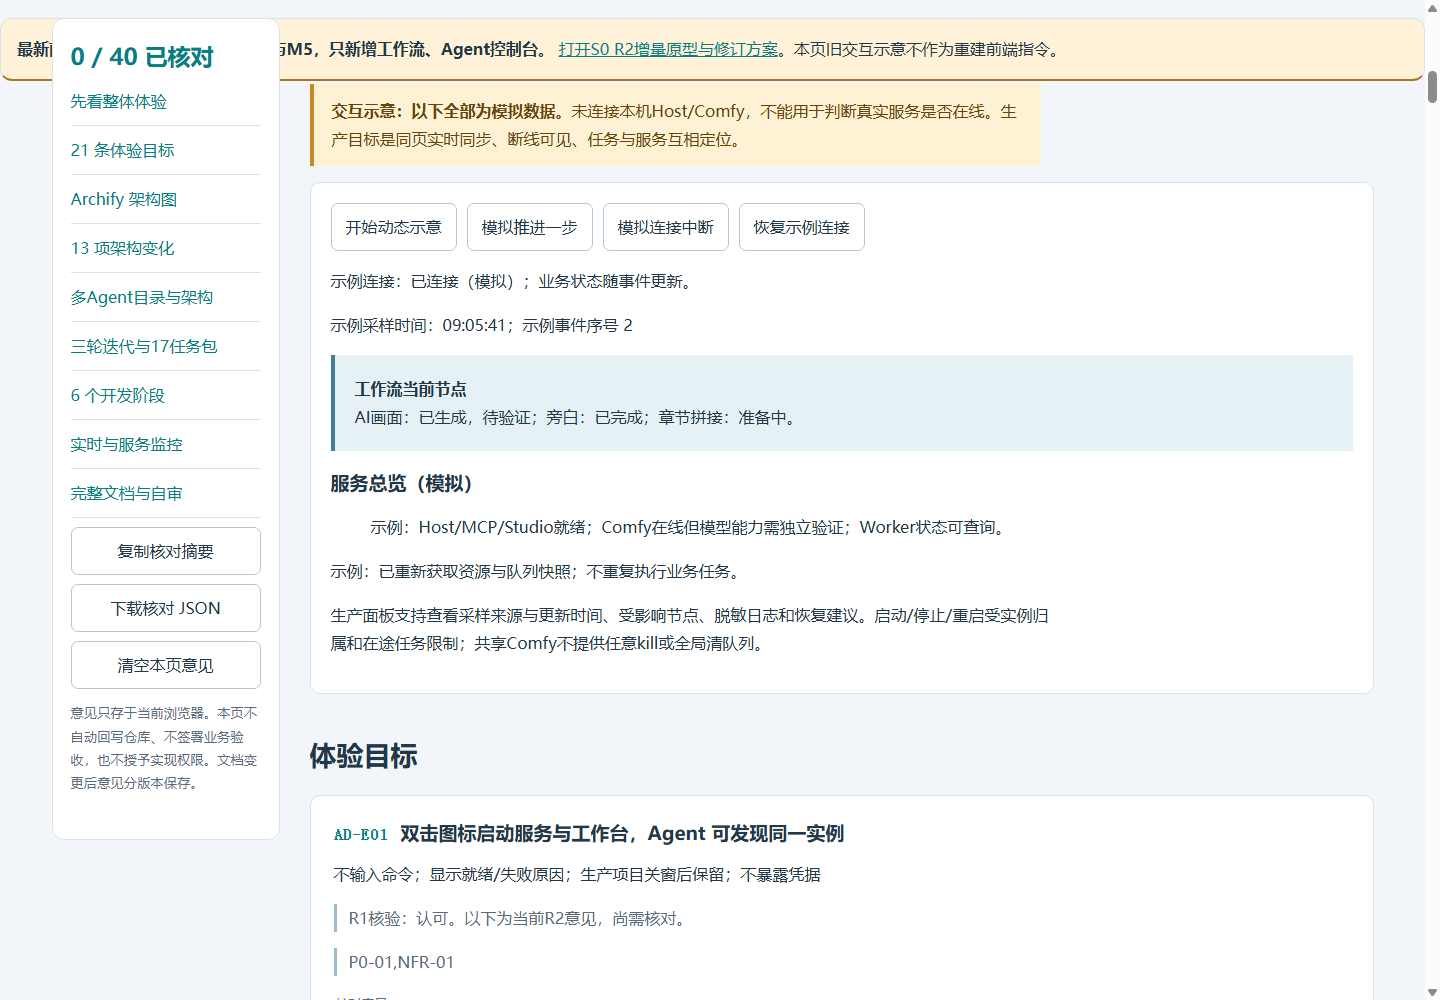 最新
与M5，只新增工作流、Agent控制台。 打开S0 R2增量原型与修订方案。本页旧交互示意不作为重建前端指令。
0 / 40 已核对
先看整体体验
21 条体验目标
Archify 架构图
13 项架构变化
多Agent目录与架构
三轮迭代与17任务包
6 个开发阶段
实时与服务监控
完整文档与自审
复制核对摘要
下载核对 JSON
清空本页意见
意见只存于当前浏览器。本页不
自动回写仓库、不签署业务验
收，也不授予实现权限。文档变
更后意见分版本保存。
交互示意：以下全部为模拟数据。未连接本机Host/Comfy，不能用于判断真实服务是否在线。生
产目标是同页实时同步、断线可见、任务与服务互相定位。
开始动态示意
模拟推进一步
模拟连接中断
恢复示例连接
示例连接：已连接（模拟）；业务状态随事件更新。
示例采样时间：09:05:41；示例事件序号 2
工作流当前节点
AI画面：已生成，待验证；旁白：已完成；章节拼接：准备中。
服务总览（模拟）
示例：Host/MCP/Studio就绪；Comfy在线但模型能力需独立验证；Worker状态可查询。
示例：已重新获取资源与队列快照；不重复执行业务任务。
生产面板支持查看采样来源与更新时间、受影响节点、脱敏日志和恢复建议。启动/停止/重启受实例归
属和在途任务限制；共享Comfy不提供任意kill或全局清队列。
体验目标
AD-E01 双击图标启动服务与工作台，Agent 可发现同一实例
不输入命令；显示就绪/失败原因；生产项目关窗后保留；不暴露凭据
R1核验：认可。以下为当前R2意见，尚需核对。
P0-01,NFR-01